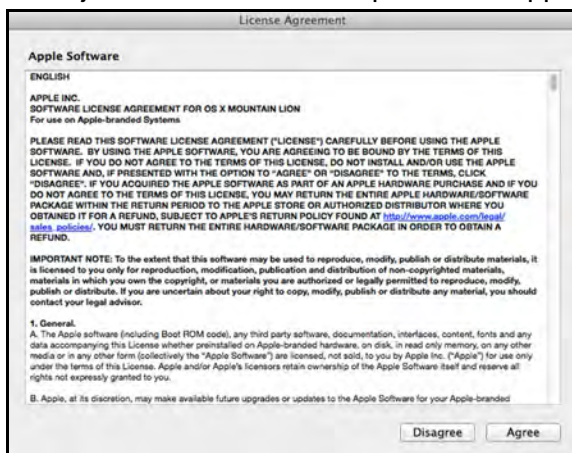 License Agreement
Apple Software
ENGLISH
APPLE INC.
SOFTWARE LICENSE AGREEMENT FOR OS X MOUNTAIN LION
For use on Apple-branded Systems
PLEASE READ THIS SOFTWARE LICENSE AGREEMENT ("LICENSE") CAREFULLY BEFORE USING THE APPLE
SOFTWARE. BY USING THE APPLE SOFTWARE, YOU ARE AGREEING TO BE BOUND BY THE TERMS OF THIS
LICENSE. IF YOU DO NOT AGREE TO THE TERMS OF THIS LICENSE, DO NOT INSTALL AND/OR USE THE APPLE
SOFTWARE AND, IF PRESENTED WITH THE OPTION TO "AGREE" OR "DISAGREE" TO THE TERMS, CLICK
"DISAGREE". IF YOU ACQUIRED THE APPLE SOFTWARE AS PART OF AN APPLE HARDWARE PURCHASE AND IF YOU
DO NOT AGREE TO THE TERMS OF THIS LICENSE, YOU MAY RETURN THE ENTIRE APPLE HARDWARE/SOFTWARE
PACKAGE WITHIN THE RETURN PERIOD TO THE APPLE STORE OR AUTHORIZED DISTRIBUTOR WHERE YOU
OBTAINED IT FOR A REFUND, SUBJECT TO APPLE'S RETURN POLICY FOUND AT http://www.apple.com/legal/
sales_policies/. YOU MUST RETURN THE ENTIRE HARDWARE/SOFTWARE PACKAGE IN ORDER TO OBTAIN A
REFUND.
IMPORTANT NOTE: To the extent that this software may be used to reproduce, modify, publish or distribute materials, it
is licensed to you only for reproduction, modification, publication and distribution of non-copyrighted materials,
materials in which you own the copyright, or materials you are authorized or legally permitted to reproduce, modify,
publish or distribute. If you are uncertain about your right to copy, modify, publish or distribute any material, you should
contact your legal advisor.
1. General.
A. The Apple software (including Boot ROM code), any third party software, documentation, interfaces, content, fonts and any
data accompanying this License whether preinstalled on Apple-branded hardware, on disk, in read only memory, on any other
media or in any other form (collectively the "Apple Software") are licensed, not sold, to you by Apple Inc. ("Apple") for use only
under the terms of this License. Apple and/or Apple's licensors retain ownership of the Apple Software itself and reserve all
rights not expressly granted to you.
B. Apple, at its discretion, may make available future upgrades or updates to the Apple Software for your Apple-branded
Disagree Agree